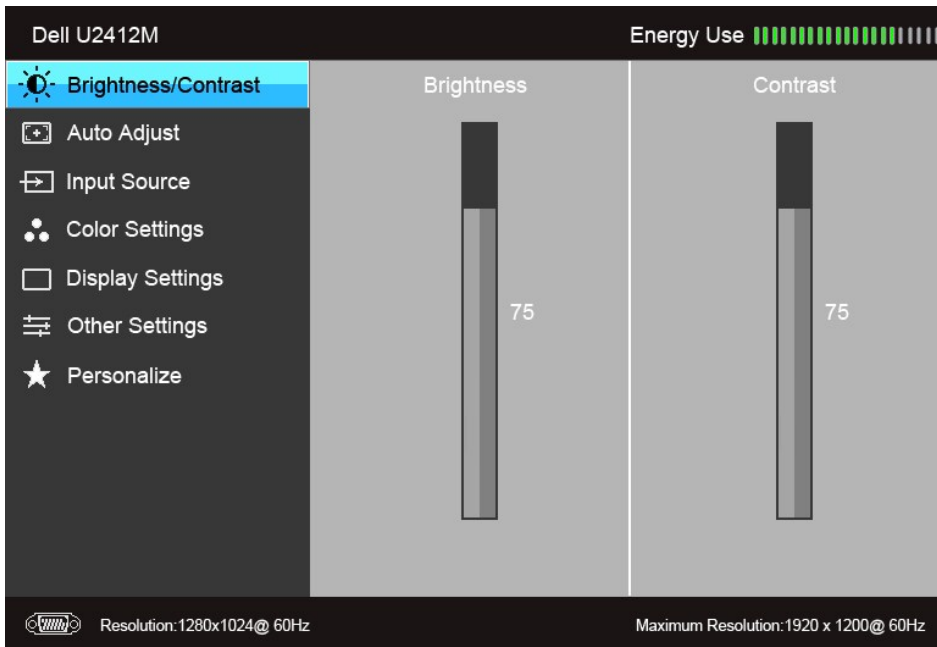 Dell U2412M
Energy Use
Brightness/Contrast
Auto Adjust
Input Source
Color Settings
Display Settings
Other Settings
Personalize
Brightness
75
Contrast
75
Resolution:1280x1024@ 60Hz
Maximum Resolution:1920 x 1200@ 60Hz